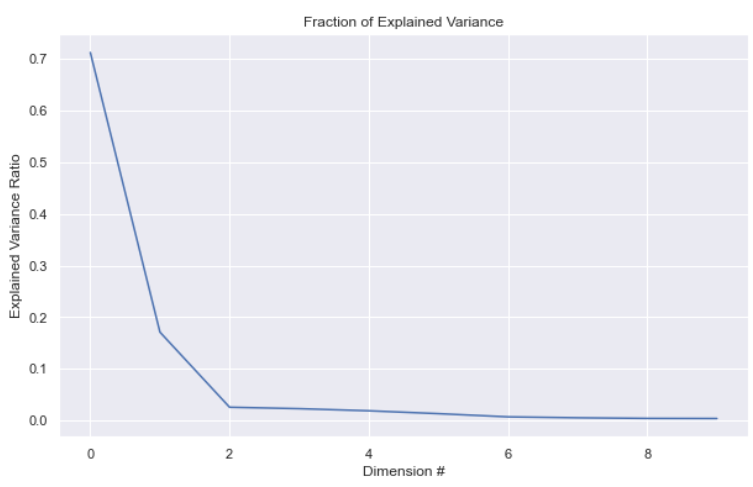 Fraction of Explained Variance
Explained Variance Ratio
0.7
0.6
0.5
0.4
0.3
0.2
0.1
0.0
0 2 4 6 8
Dimension #